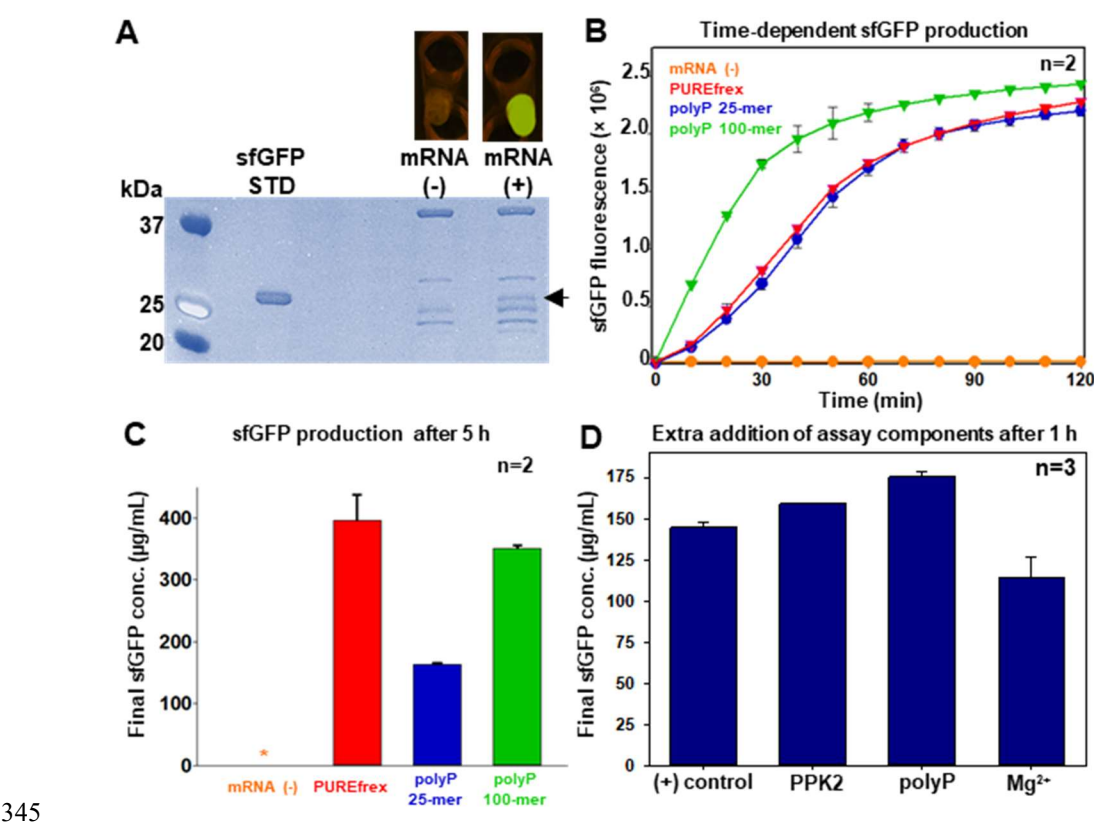 A
mRNA
(-)
mRNA
(+)
sfGFP
STD
kDa
37
25
20
B
Time-dependent sfGFP production
n=2
mRNA (-)
PUREfrex
polyP 25-mer
polyP 100-mer
sfGFP fluorescence (× 10⁶)
2.5
2.0
1.5
1.0
0.5
0
0 30 60 90 120
Time (min)
C
sfGFP production after 5 h
n=2
Final sfGFP conc. (µg/mL)
400
300
200
100
0
*
mRNA (-) PUREfrex polyP
25-mer
polyP
100-mer
D
Extra addition of assay components after 1 h
n=3
Final sfGFP conc. (µg/mL)
175
150
125
100
75
50
25
0
(+) control PPK2 polyP Mg²⁺
345